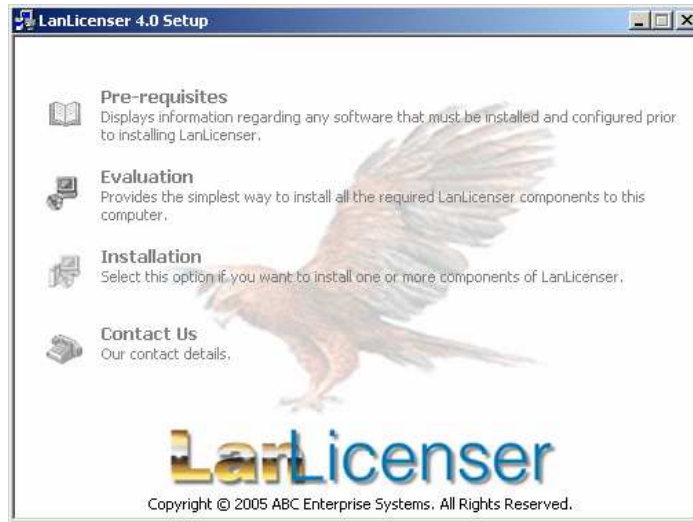 LanLicenser 4.0 Setup
Pre-requisites
Displays information regarding any software that must be installed and configured prior
to installing LanLicenser.
Evaluation
Provides the simplest way to install all the required LanLicenser components to this
computer.
Installation
Select this option if you want to install one or more components of LanLicenser.
Contact Us
Our contact details.
LanLicenser
Copyright © 2005 ABC Enterprise Systems. All Rights Reserved.